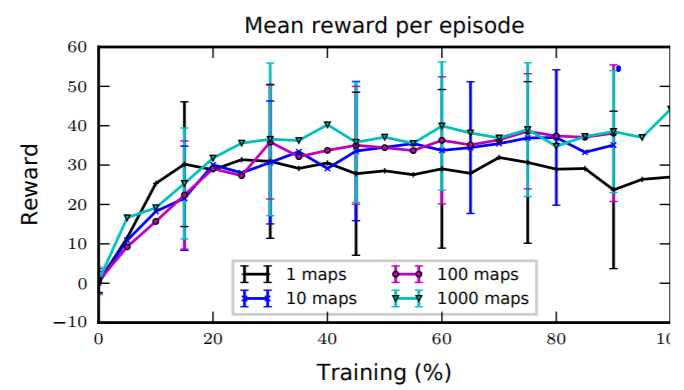 Mean reward per episode
60
50
40
30
20
10
0
−10
Reward
1 maps
10 maps
100 maps
1000 maps
0 20 40 60 80 10
Training (%)